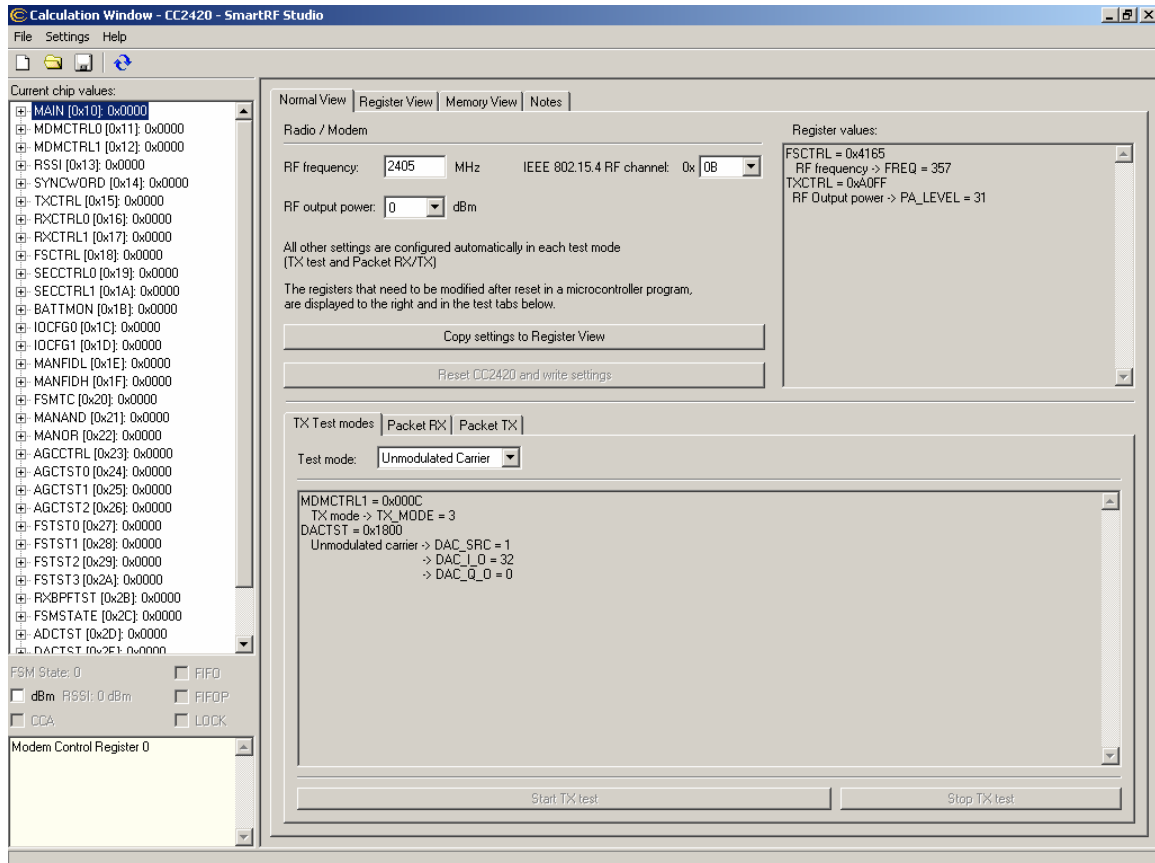 Calculation Window - CC2420 - SmartRF Studio
File Settings Help
Current chip values:
MAIN [0x10]: 0x0000
MDMCTRL0 [0x11]: 0x0000
MDMCTRL1 [0x12]: 0x0000
RSSI [0x13]: 0x0000
SYNCWORD [0x14]: 0x0000
TXCTRL [0x15]: 0x0000
RXCTRL0 [0x16]: 0x0000
RXCTRL1 [0x17]: 0x0000
FSCTRL [0x18]: 0x0000
SECCTRL0 [0x19]: 0x0000
SECCTRL1 [0x1A]: 0x0000
BATTMON [0x1B]: 0x0000
IOCFG0 [0x1C]: 0x0000
IOCFG1 [0x1D]: 0x0000
MANFIDL [0x1E]: 0x0000
MANFIDH [0x1F]: 0x0000
FSMTC [0x20]: 0x0000
MANAND [0x21]: 0x0000
MANOR [0x22]: 0x0000
AGCCTRL [0x23]: 0x0000
AGCTST0 [0x24]: 0x0000
AGCTST1 [0x25]: 0x0000
AGCTST2 [0x26]: 0x0000
FSTST0 [0x27]: 0x0000
FSTST1 [0x28]: 0x0000
FSTST2 [0x29]: 0x0000
FSTST3 [0x2A]: 0x0000
RXBPFTST [0x2B]: 0x0000
FSMSTATE [0x2C]: 0x0000
ADCTST [0x2D]: 0x0000
DACTST [0x2E]: 0x0000
FSM State: 0 FIFO
dBm RSSI: 0 dBm FIFOP
CCA LOCK
Modem Control Register 0
Normal View Register View Memory View Notes
Radio / Modem
RF frequency: 2405 MHz IEEE 802.15.4 RF channel: 0x 0B
RF output power: 0 dBm
All other settings are configured automatically in each test mode
(TX test and Packet RX/TX)
The registers that need to be modified after reset in a microcontroller program,
are displayed to the right and in the test tabs below.
Copy settings to Register View
Reset CC2420 and write settings
Register values:
FSCTRL = 0x4165
RF frequency -> FREQ = 357
TXCTRL = 0xA0FF
RF Output power -> PA_LEVEL = 31
TX Test modes Packet RX Packet TX
Test mode: Unmodulated Carrier
MDMCTRL1 = 0x000C
TX mode -> TX_MODE = 3
DACTST = 0x1800
Unmodulated carrier -> DAC_SRC = 1
-> DAC_I_O = 32
-> DAC_Q_O = 0
Start TX test Stop TX test